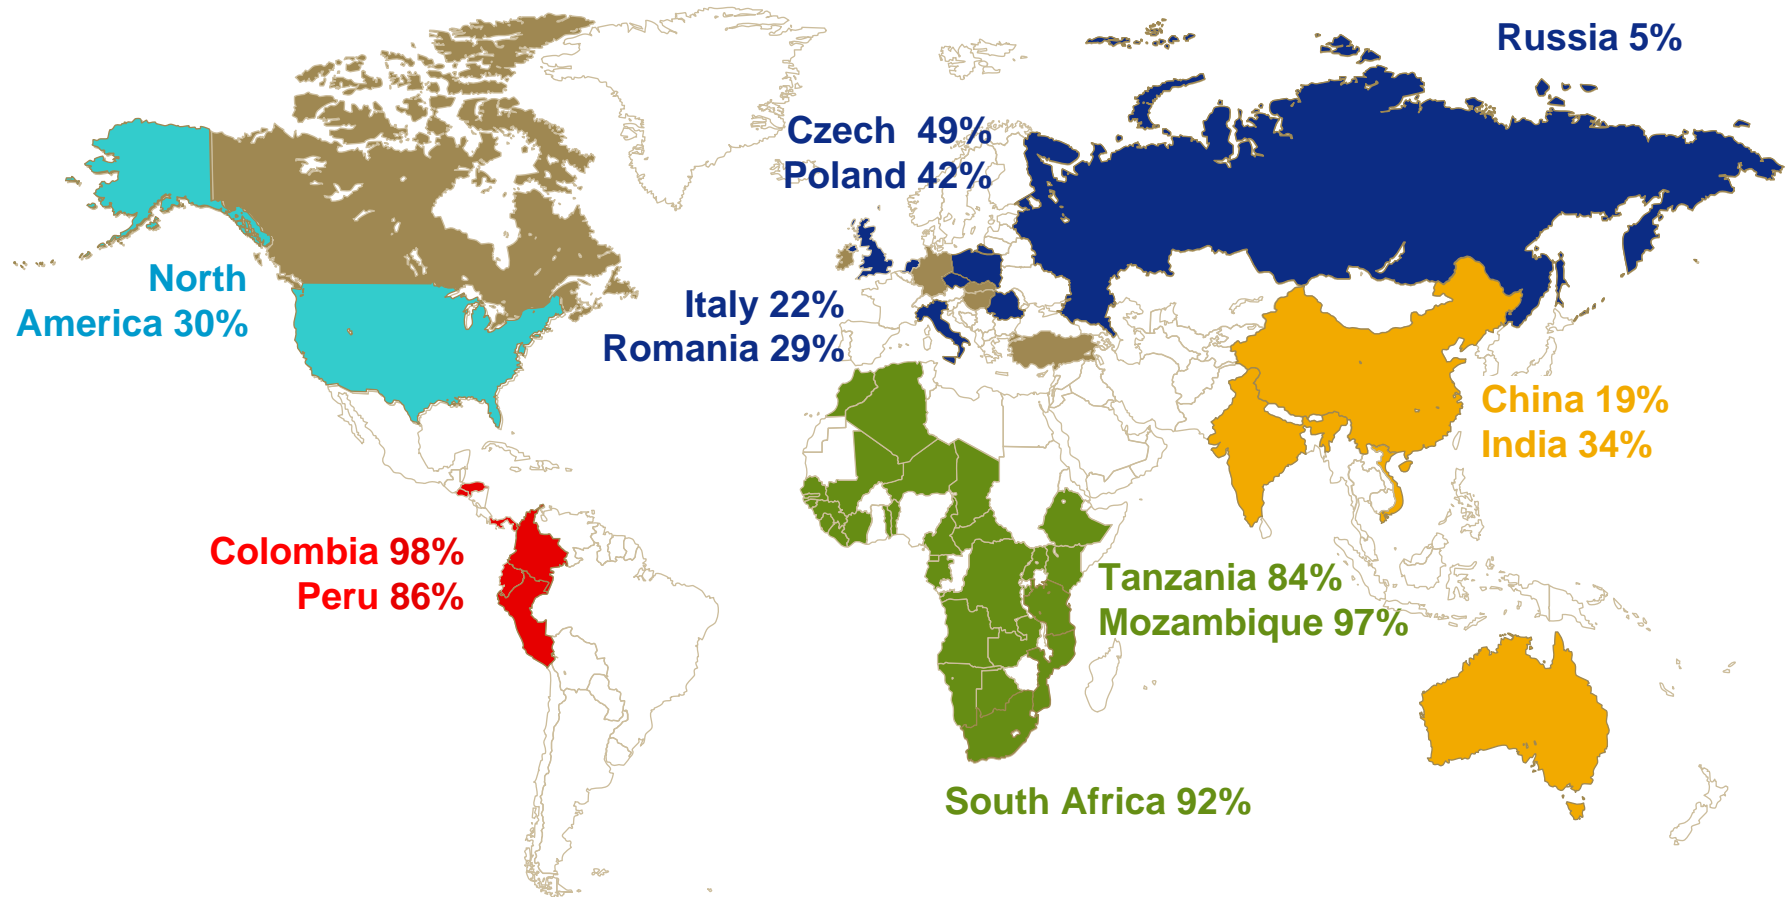 Russia 5%
Czech 49%
Poland 42%
North
America 30%
Italy 22%
Romania 29%
China 19%
India 34%
Colombia 98%
Peru 86%
Tanzania 84%
Mozambique 97%
South Africa 92%